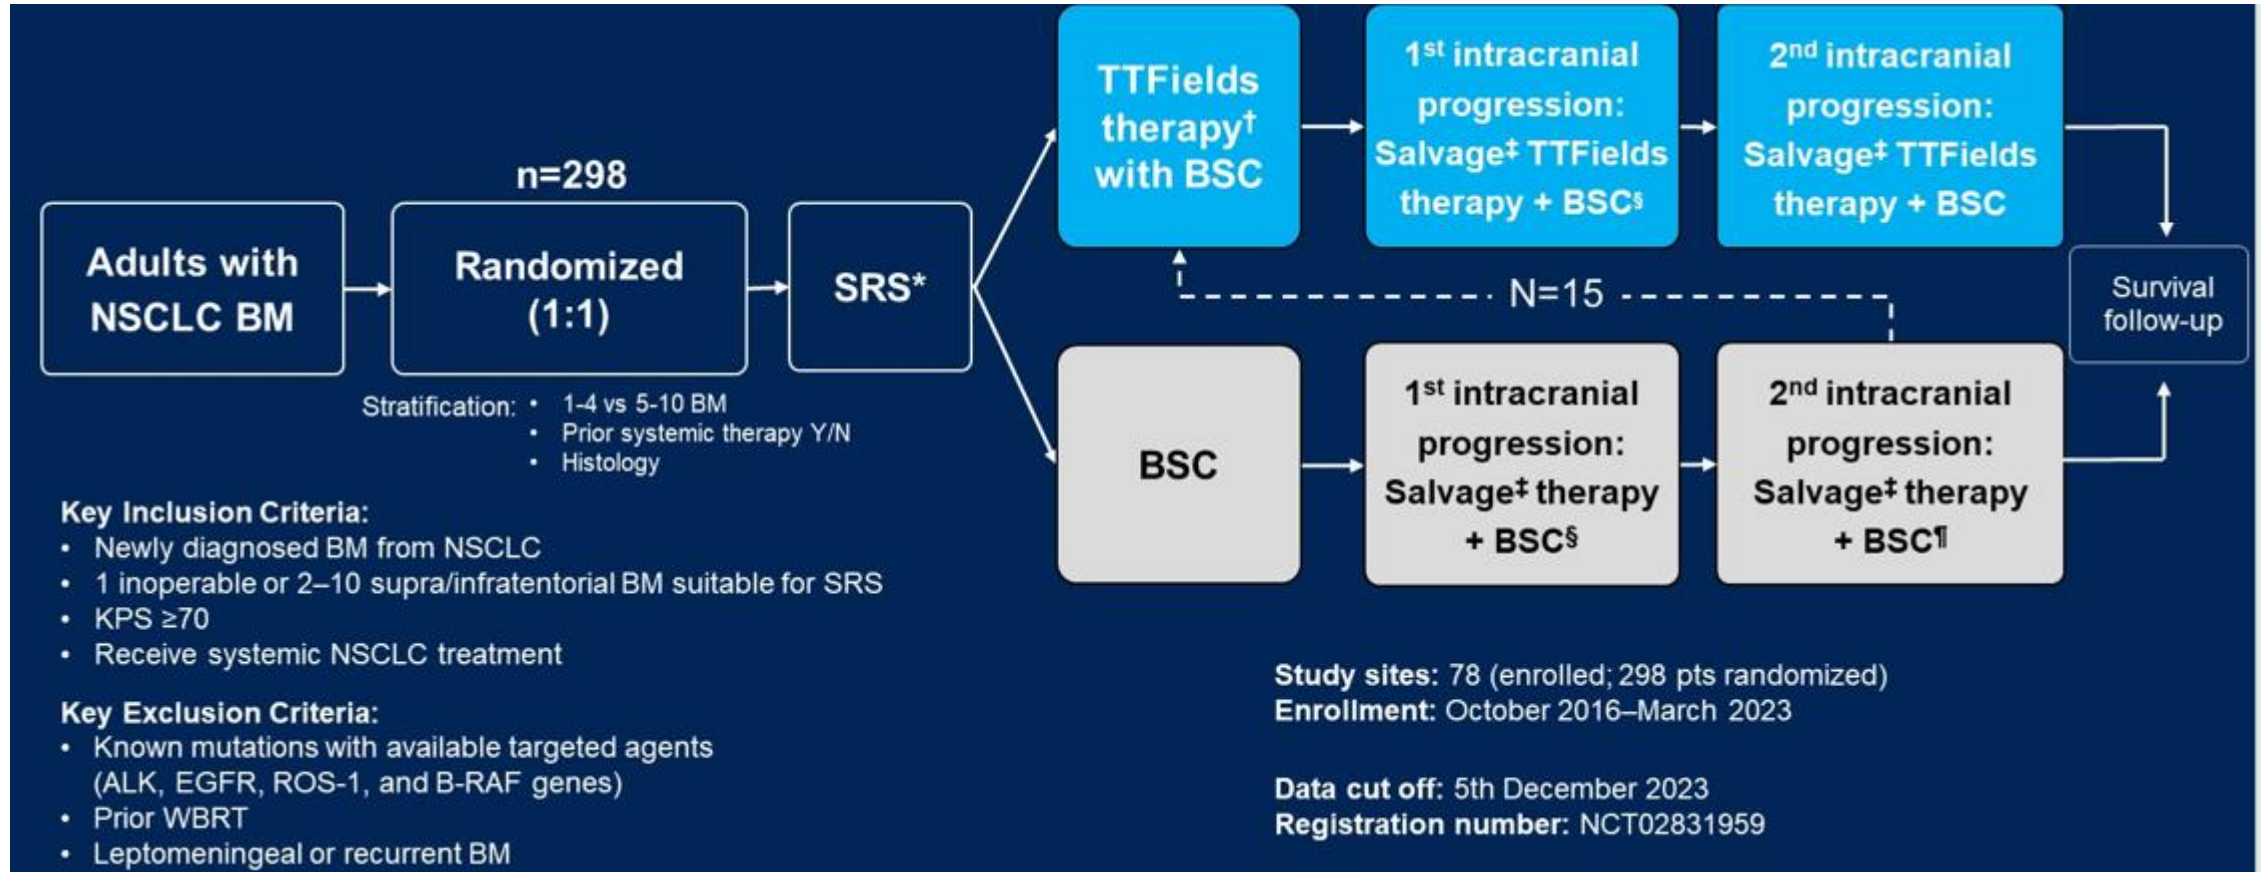 Adults with
NSCLC BM
n=298
Randomized
(1:1)
Stratification:
• 1-4 vs 5-10 BM
• Prior systemic therapy Y/N
• Histology
SRS*
TTFields
therapy†
with BSC
1st intracranial
progression:
Salvage‡ TTFields
therapy + BSC§
2nd intracranial
progression:
Salvage‡ TTFields
therapy + BSC
N=15
BSC
1st intracranial
progression:
Salvage‡ therapy
+ BSC§
2nd intracranial
progression:
Salvage‡ therapy
+ BSC¶
Survival
follow-up
Key Inclusion Criteria:
• Newly diagnosed BM from NSCLC
• 1 inoperable or 2–10 supra/infratentorial BM suitable for SRS
• KPS ≥70
• Receive systemic NSCLC treatment
Key Exclusion Criteria:
• Known mutations with available targeted agents
(ALK, EGFR, ROS-1, and B-RAF genes)
• Prior WBRT
• Leptomeningeal or recurrent BM
Study sites: 78 (enrolled; 298 pts randomized)
Enrollment: October 2016–March 2023
Data cut off: 5th December 2023
Registration number: NCT02831959